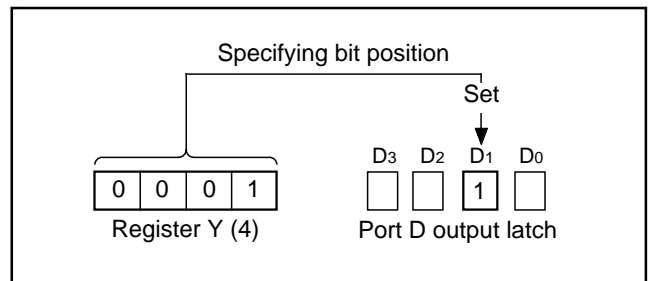 Specifying bit position
Set
D3 D2 D1 D0
0 0 0 1 1
Register Y (4) Port D output latch